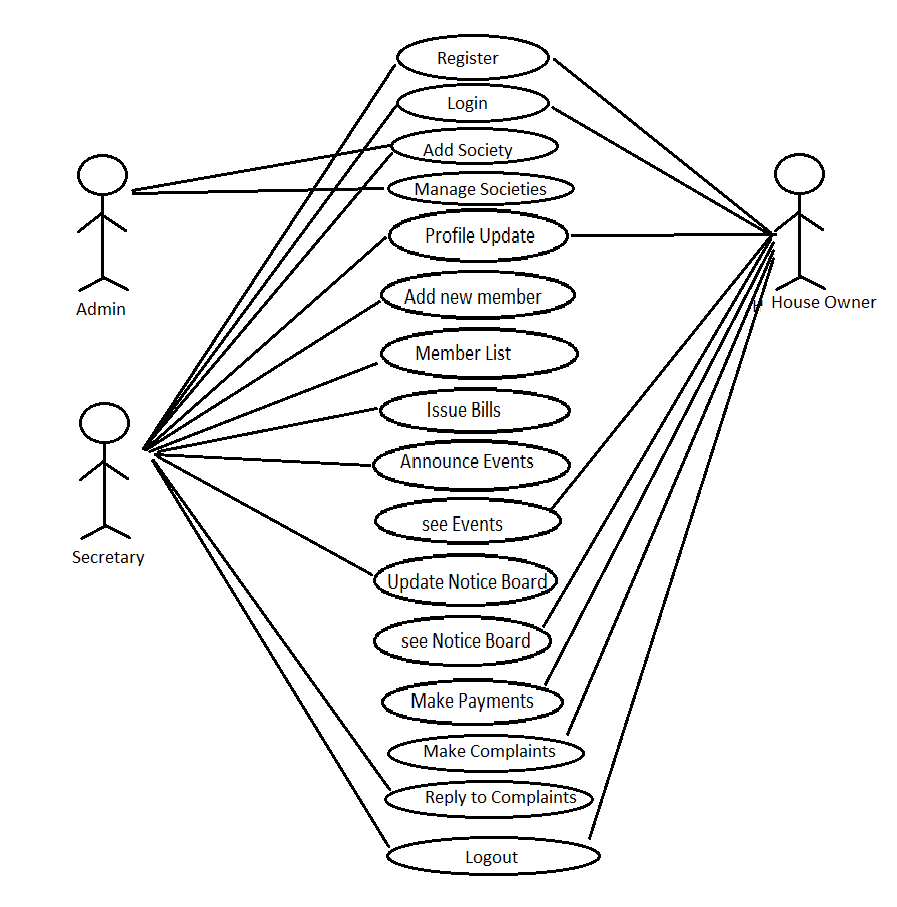 Register
Login
Add Society
Manage Societies
Profile Update
Admin
Add new member
House Owner
Member List
Issue Bills
Announce Events
see Events
Secretary
Update Notice Board
see Notice Board
Make Payments
Make Complaints
Reply to Complaints
Logout